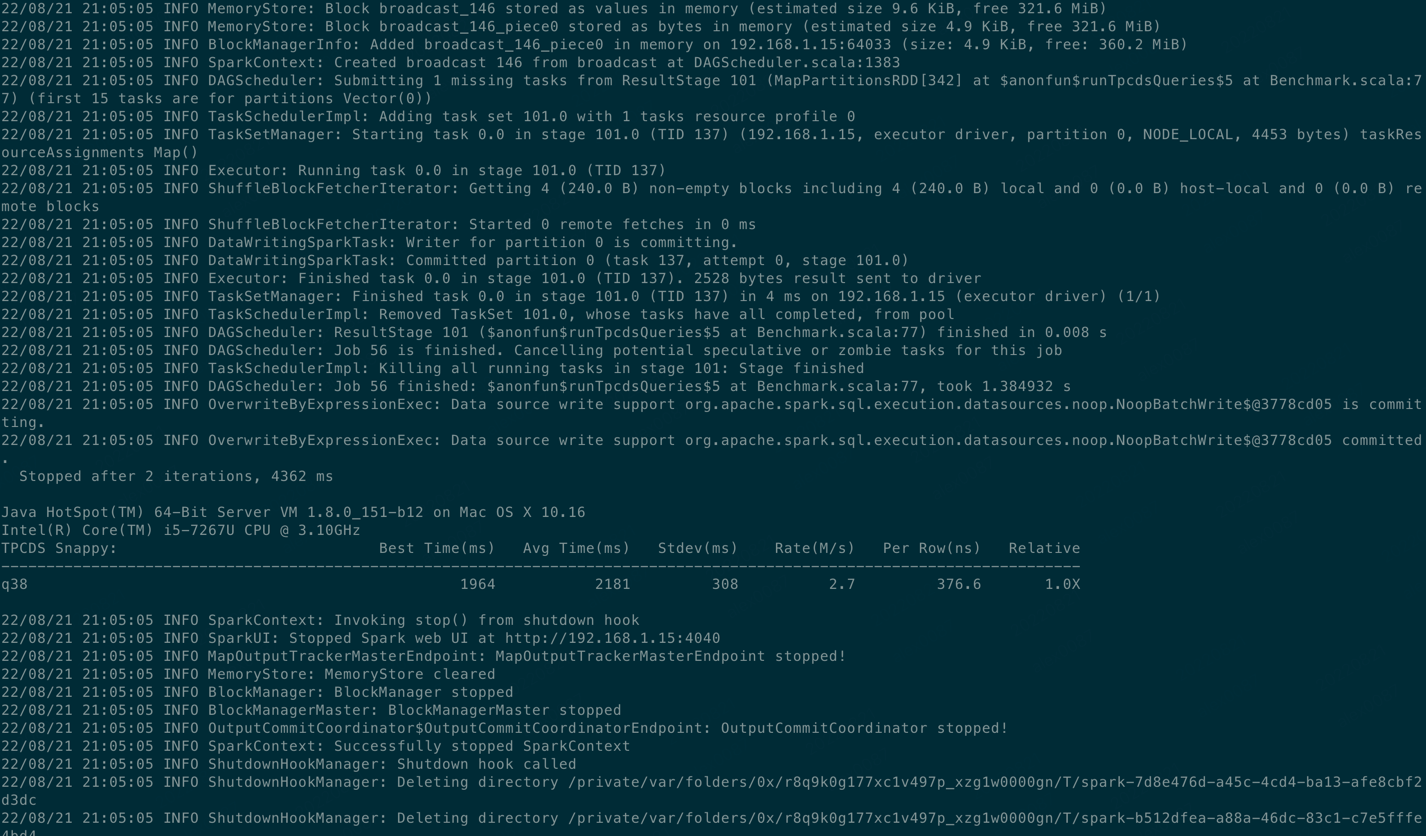 22/08/21 21:05:05 INFO MemoryStore: Block broadcast_146 stored as values in memory (estimated size 9.6 KiB, free 321.6 MiB)
22/08/21 21:05:05 INFO MemoryStore: Block broadcast_146_piece0 stored as bytes in memory (estimated size 4.9 KiB, free 321.6 MiB)
22/08/21 21:05:05 INFO BlockManagerInfo: Added broadcast_146_piece0 in memory on 192.168.1.15:64033 (size: 4.9 KiB, free: 360.2 MiB)
22/08/21 21:05:05 INFO SparkContext: Created broadcast 146 from broadcast at DAGScheduler.scala:1383
22/08/21 21:05:05 INFO DAGScheduler: Submitting 1 missing tasks from ResultStage 101 (MapPartitionsRDD[342] at $anonfun$runTpcdsQueries$5 at Benchmark.scala:7
7) (first 15 tasks are for partitions Vector(0))
22/08/21 21:05:05 INFO TaskSchedulerImpl: Adding task set 101.0 with 1 tasks resource profile 0
22/08/21 21:05:05 INFO TaskSetManager: Starting task 0.0 in stage 101.0 (TID 137) (192.168.1.15, executor driver, partition 0, NODE_LOCAL, 4453 bytes) taskRes
ourceAssignments Map()
22/08/21 21:05:05 INFO Executor: Running task 0.0 in stage 101.0 (TID 137)
22/08/21 21:05:05 INFO ShuffleBlockFetcherIterator: Getting 4 (240.0 B) non-empty blocks including 4 (240.0 B) local and 0 (0.0 B) host-local and 0 (0.0 B) re
mote blocks
22/08/21 21:05:05 INFO ShuffleBlockFetcherIterator: Started 0 remote fetches in 0 ms
22/08/21 21:05:05 INFO DataWritingSparkTask: Writer for partition 0 is committing.
22/08/21 21:05:05 INFO DataWritingSparkTask: Committed partition 0 (task 137, attempt 0, stage 101.0)
22/08/21 21:05:05 INFO Executor: Finished task 0.0 in stage 101.0 (TID 137). 2528 bytes result sent to driver
22/08/21 21:05:05 INFO TaskSetManager: Finished task 0.0 in stage 101.0 (TID 137) in 4 ms on 192.168.1.15 (executor driver) (1/1)
22/08/21 21:05:05 INFO TaskSchedulerImpl: Removed TaskSet 101.0, whose tasks have all completed, from pool
22/08/21 21:05:05 INFO DAGScheduler: ResultStage 101 ($anonfun$runTpcdsQueries$5 at Benchmark.scala:77) finished in 0.008 s
22/08/21 21:05:05 INFO DAGScheduler: Job 56 is finished. Cancelling potential speculative or zombie tasks for this job
22/08/21 21:05:05 INFO TaskSchedulerImpl: Killing all running tasks in stage 101: Stage finished
22/08/21 21:05:05 INFO DAGScheduler: Job 56 finished: $anonfun$runTpcdsQueries$5 at Benchmark.scala:77, took 1.384932 s
22/08/21 21:05:05 INFO OverwriteByExpressionExec: Data source write support org.apache.spark.sql.execution.datasources.noop.NoopBatchWrite$@3778cd05 is commit
ting.
22/08/21 21:05:05 INFO OverwriteByExpressionExec: Data source write support org.apache.spark.sql.execution.datasources.noop.NoopBatchWrite$@3778cd05 committed
.
Stopped after 2 iterations, 4362 ms
Java HotSpot(TM) 64-Bit Server VM 1.8.0_151-b12 on Mac OS X 10.16
Intel(R) Core(TM) i5-7267U CPU @ 3.10GHz
TPCDS Snappy: Best Time(ms) Avg Time(ms) Stdev(ms) Rate(M/s) Per Row(ns) Relative
------------------------------------------------------------------------------------------------------------------------
q38 1964 2181 308 2.7 376.6 1.0X
22/08/21 21:05:05 INFO SparkContext: Invoking stop() from shutdown hook
22/08/21 21:05:05 INFO SparkUI: Stopped Spark web UI at http://192.168.1.15:4040
22/08/21 21:05:05 INFO MapOutputTrackerMasterEndpoint: MapOutputTrackerMasterEndpoint stopped!
22/08/21 21:05:05 INFO MemoryStore: MemoryStore cleared
22/08/21 21:05:05 INFO BlockManager: BlockManager stopped
22/08/21 21:05:05 INFO BlockManagerMaster: BlockManagerMaster stopped
22/08/21 21:05:05 INFO OutputCommitCoordinator$OutputCommitCoordinatorEndpoint: OutputCommitCoordinator stopped!
22/08/21 21:05:05 INFO SparkContext: Successfully stopped SparkContext
22/08/21 21:05:05 INFO ShutdownHookManager: Shutdown hook called
22/08/21 21:05:05 INFO ShutdownHookManager: Deleting directory /private/var/folders/0x/r8q9k0g177xc1v497p_xzg1w0000gn/T/spark-7d8e476d-a45c-4cd4-ba13-afe8cbf2
d3dc
22/08/21 21:05:05 INFO ShutdownHookManager: Deleting directory /private/var/folders/0x/r8q9k0g177xc1v497p_xzg1w0000gn/T/spark-b512dfea-a88a-46dc-83c1-c7e5fffe